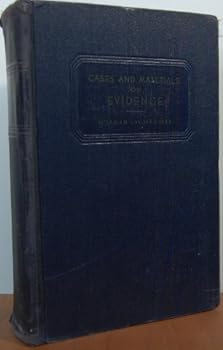 CASES AND MATERIALS
ON
EVIDENCE